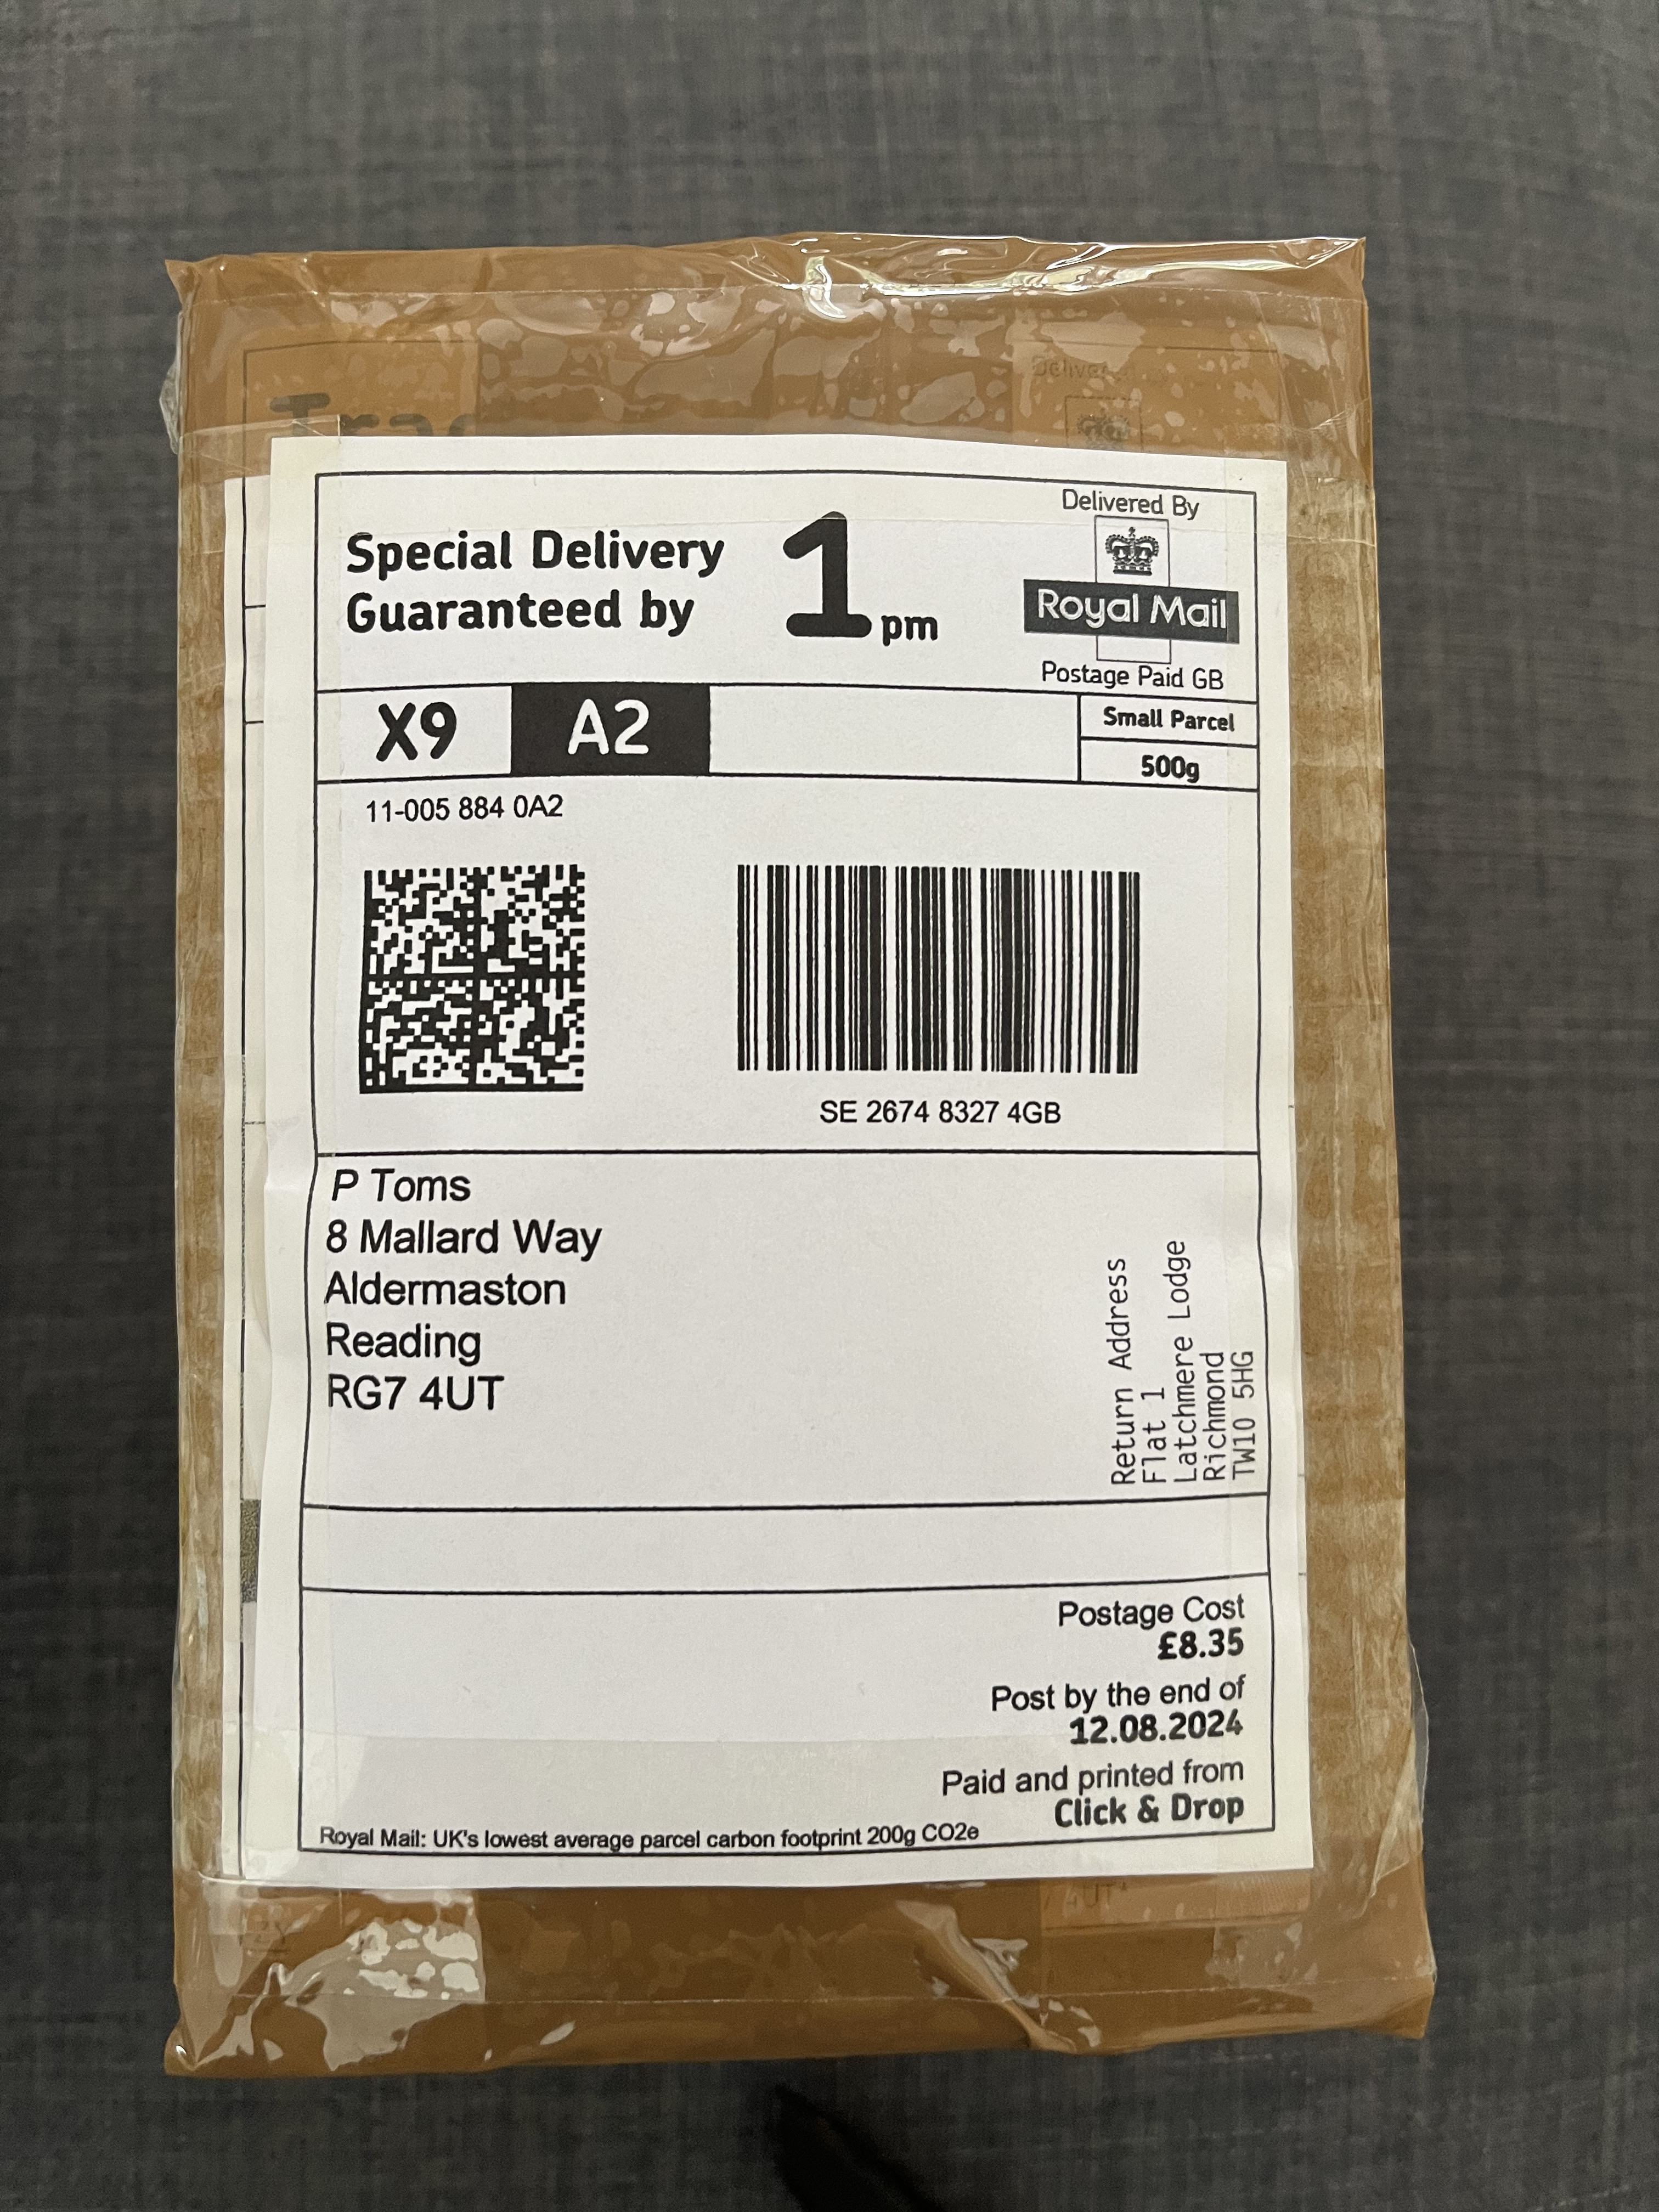 Special Delivery
Guaranteed by
1pm
Delivered By
Royal Mail
Postage Paid GB
X9
A2
Small Parcel
500g
11-005 884 0A2
SE 2674 8327 4GB
P Toms
8 Mallard Way
Aldermaston
Reading
RG7 4UT
Return Address
Flat 1
Latchmere Lodge
Richmond
TW10 5HG
Postage Cost
£8.35
Post by the end of
12.08.2024
Paid and printed from
Click & Drop
Royal Mail: UK's lowest average parcel carbon footprint 200g CO2e